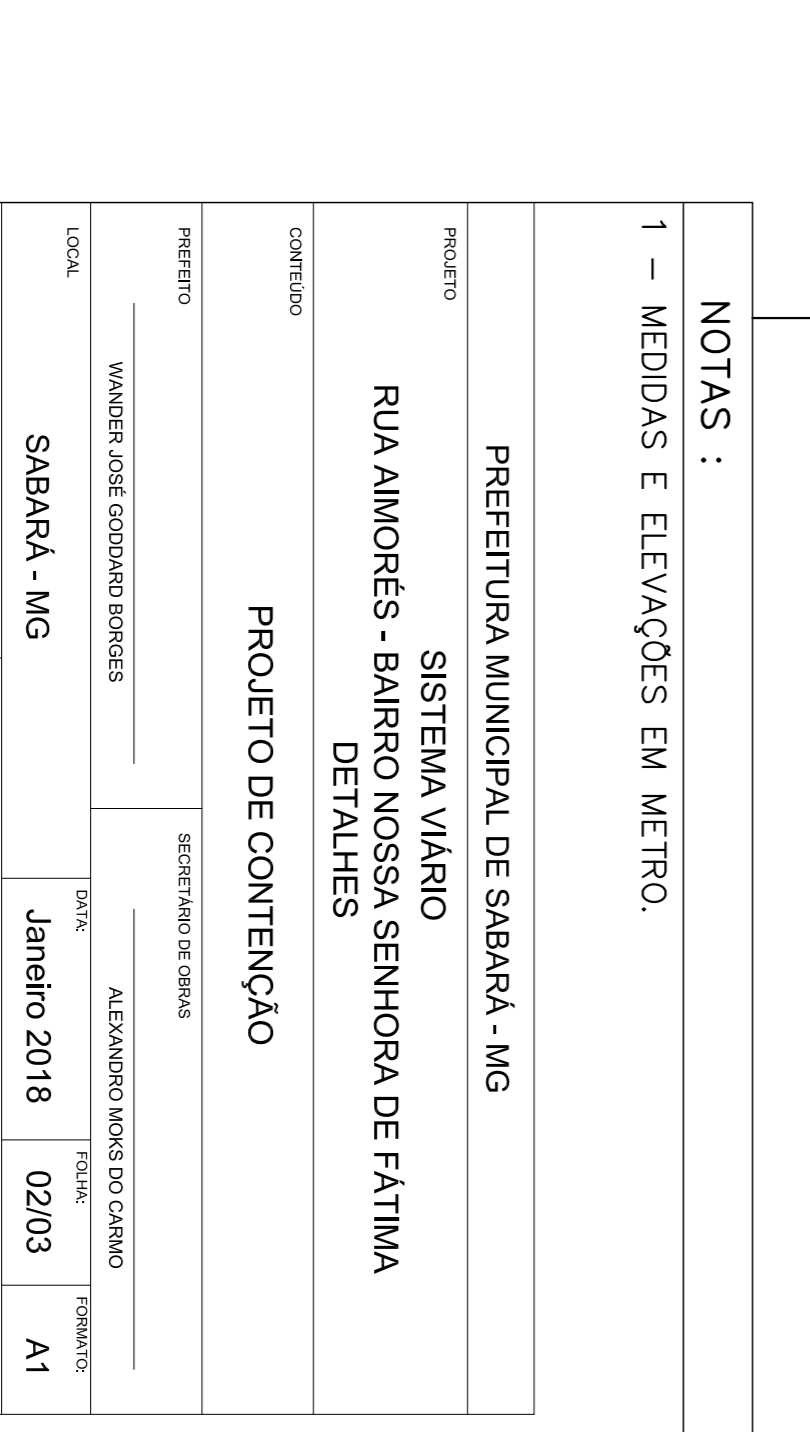 NOTAS :
1 - MEDIDAS E ELEVAÇÕES EM METRO.
PREFEITURA MUNICIPAL DE SABARÁ - MG
PROJETO
SISTEMA VIÁRIO
RUA AIMORÉS - BAIRRO NOSSA SENHORA DE FÁTIMA
DETALHES
CONTEÚDO
PROJETO DE CONTENÇÃO
PREFEITO
WANDER JOSÉ GODDARD BORGES
SECRETÁRIO DE OBRAS
ALEXANDRO MOKS DO CARMO
LOCAL
SABARÁ - MG
DATA:
Janeiro 2018
FOLHA:
02/03
FORMATO:
A1